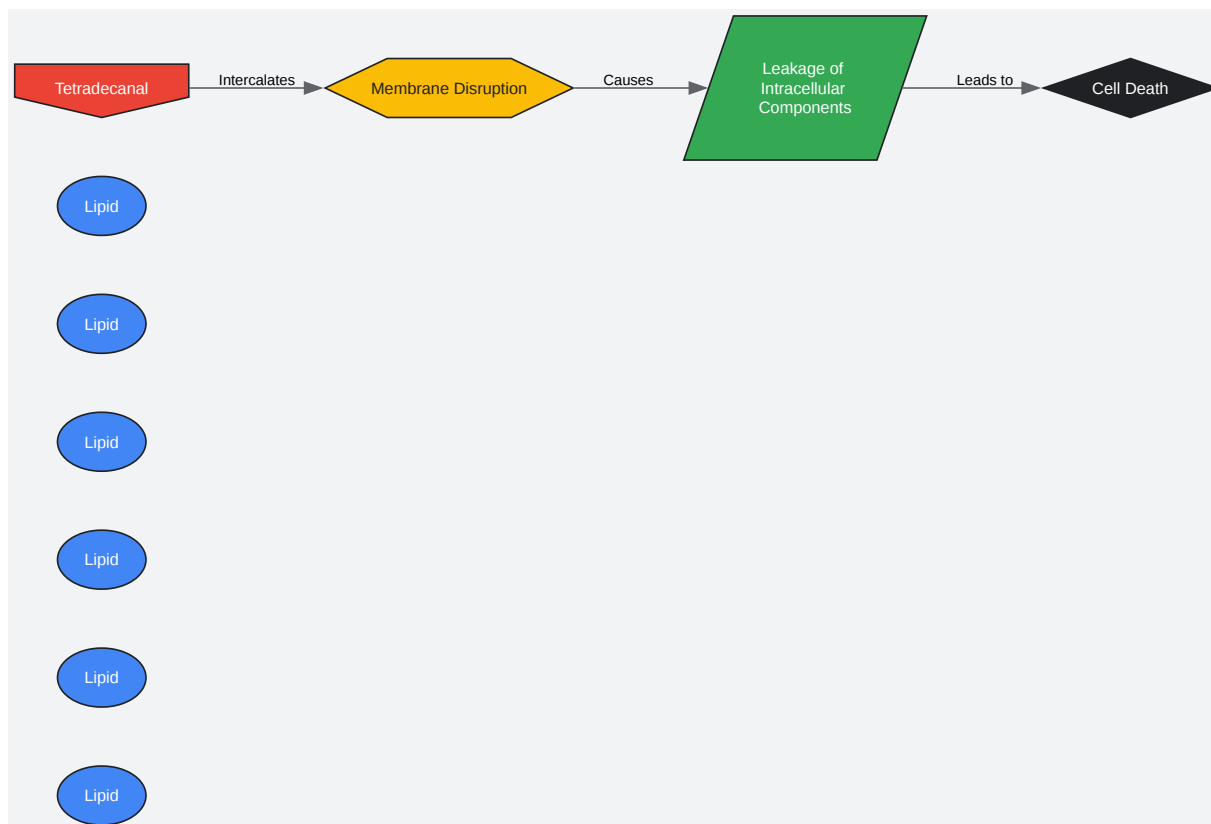 Tetradecanal
Intercalates
Membrane Disruption
Causes
Leakage of
Intracellular
Components
Leads to
Cell Death
Lipid
Lipid
Lipid
Lipid
Lipid
Lipid